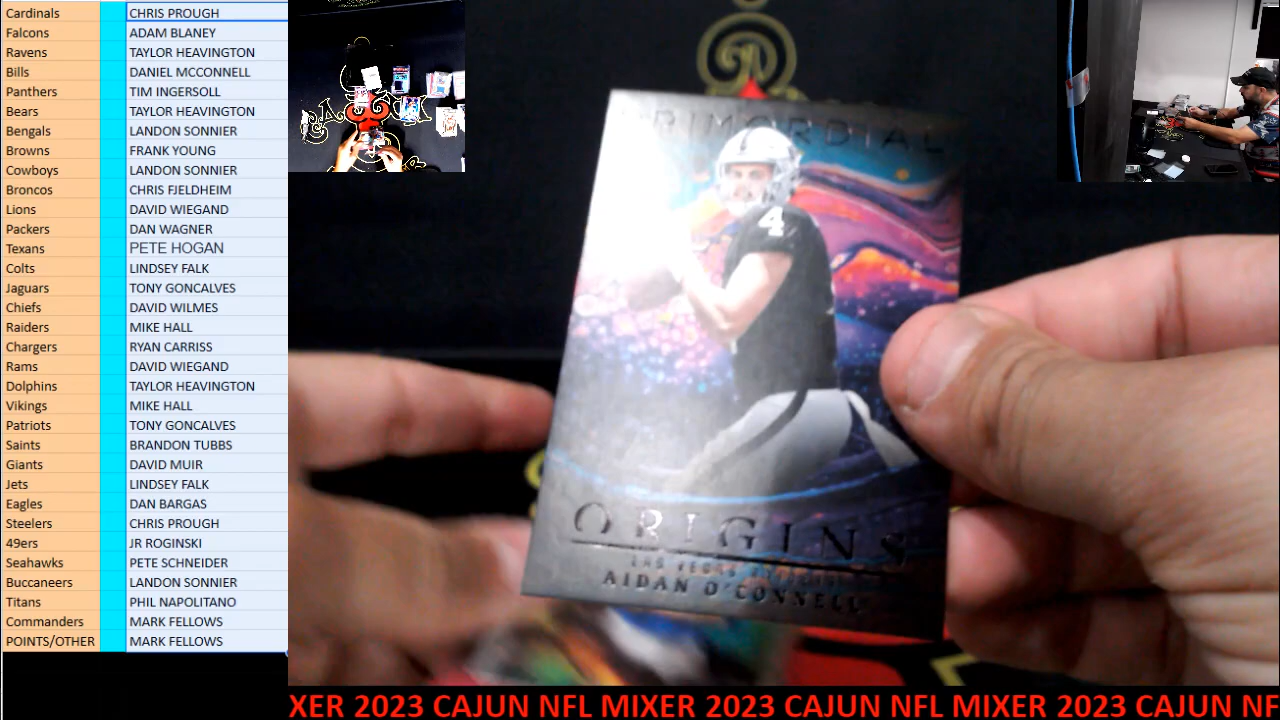 Cardinals CHRIS PROUGH
Falcons ADAM BLANEY
Ravens TAYLOR HEAVINGTON
Bills DANIEL MCCONNELL
Panthers TIM INGERSOLL
Bears TAYLOR HEAVINGTON
Bengals LANDON SONNIER
Browns FRANK YOUNG
Cowboys LANDON SONNIER
Broncos CHRIS FJELDHEIM
Lions DAVID WIEGAND
Packers DAN WAGNER
Texans PETE HOGAN
Colts LINDSEY FALK
Jaguars TONY GONCALVES
Chiefs DAVID WILMES
Raiders MIKE HALL
Chargers RYAN CARRISS
Rams DAVID WIEGAND
Dolphins TAYLOR HEAVINGTON
Vikings MIKE HALL
Patriots TONY GONCALVES
Saints BRANDON TUBBS
Giants DAVID MUIR
Jets LINDSEY FALK
Eagles DAN BARGAS
Steelers CHRIS PROUGH
49ers JR ROGINSKI
Seahawks PETE SCHNEIDER
Buccaneers LANDON SONNIER
Titans PHIL NAPOLITANO
Commanders MARK FELLOWS
POINTS/OTHER MARK FELLOWS
PRIMORDIAL
4
ORIGINS
LAS VEGAS
AIDAN O'CONNELL
XER 2023 CAJUN NFL MIXER 2023 CAJUN NFL MIXER 2023 CAJUN NF